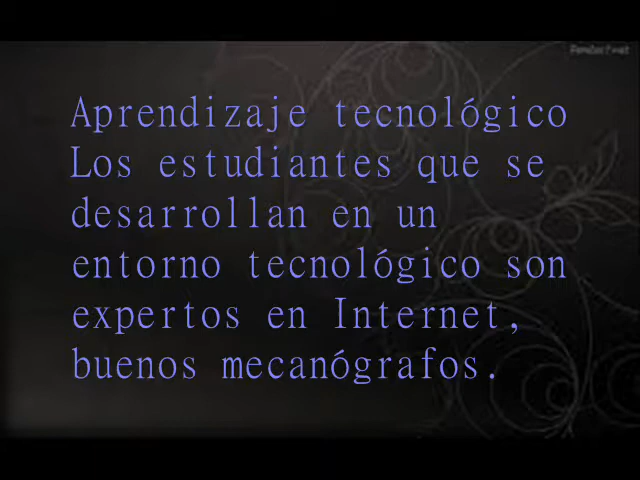 Aprendizaje tecnológico
Los estudiantes que se
desarrollan en un
entorno tecnológico son
expertos en Internet,
buenos mecanógrafos.